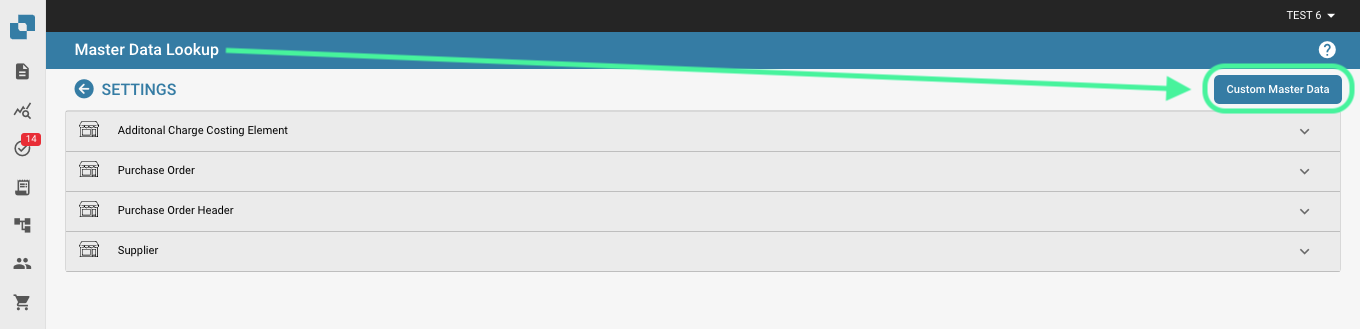 TEST 6
Master Data Lookup
SETTINGS
Custom Master Data
Additonal Charge Costing Element
14
Purchase Order
Purchase Order Header
Supplier